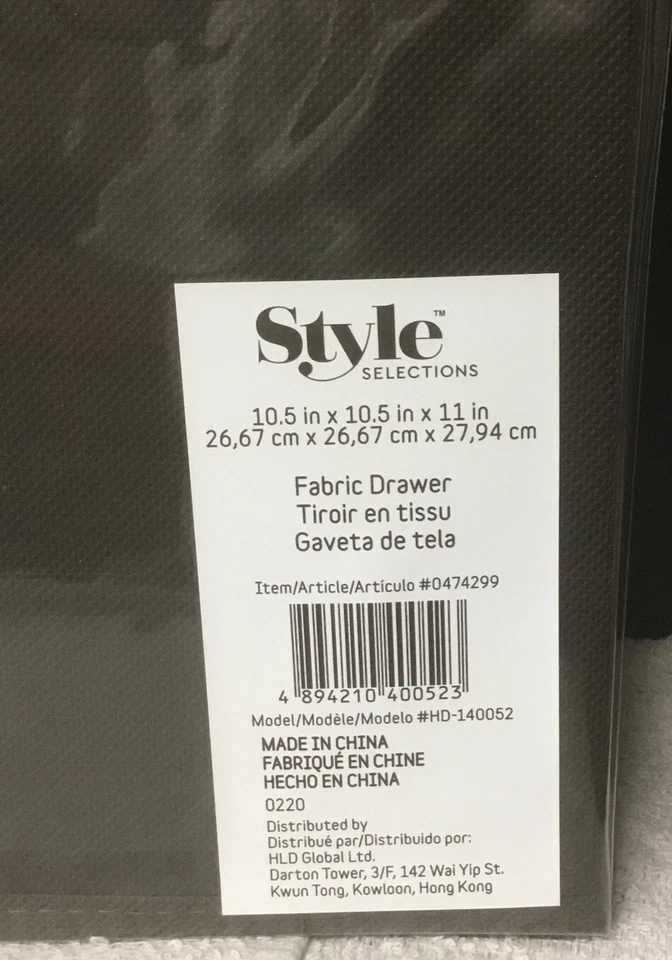 Style™
SELECTIONS
10.5 in x 10.5 in x 11 in
26,67 cm x 26,67 cm x 27,94 cm
Fabric Drawer
Tiroir en tissu
Gaveta de tela
Item/Article/Artículo #0474299
4 894210 400523
Model/Modèle/Modelo #HD-140052
MADE IN CHINA
FABRIQUÉ EN CHINE
HECHO EN CHINA
0220
Distributed by
Distribué par/Distribuido por:
HLD Global Ltd.
Darton Tower, 3/F, 142 Wai Yip St.
Kwun Tong, Kowloon, Hong Kong